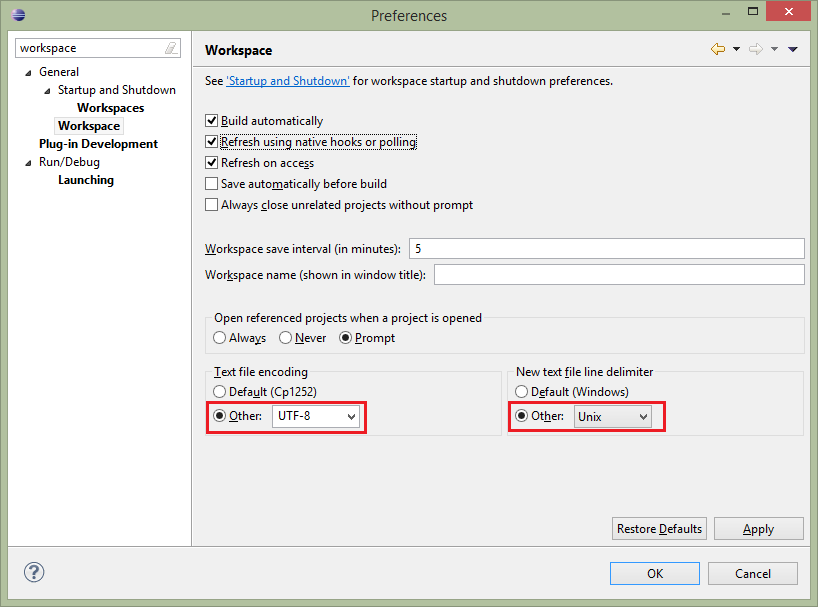 Preferences
workspace
General
Startup and Shutdown
Workspaces
Workspace
Plug-in Development
Run/Debug
Launching
Workspace
See 'Startup and Shutdown' for workspace startup and shutdown preferences.
Build automatically
Refresh using native hooks or polling
Refresh on access
Save automatically before build
Always close unrelated projects without prompt
Workspace save interval (in minutes): 5
Workspace name (shown in window title):
Open referenced projects when a project is opened
Always Never Prompt
Text file encoding New text file line delimiter
Default (Cp1252) Default (Windows)
Other: UTF-8 Other: Unix
Restore Defaults Apply
? OK Cancel